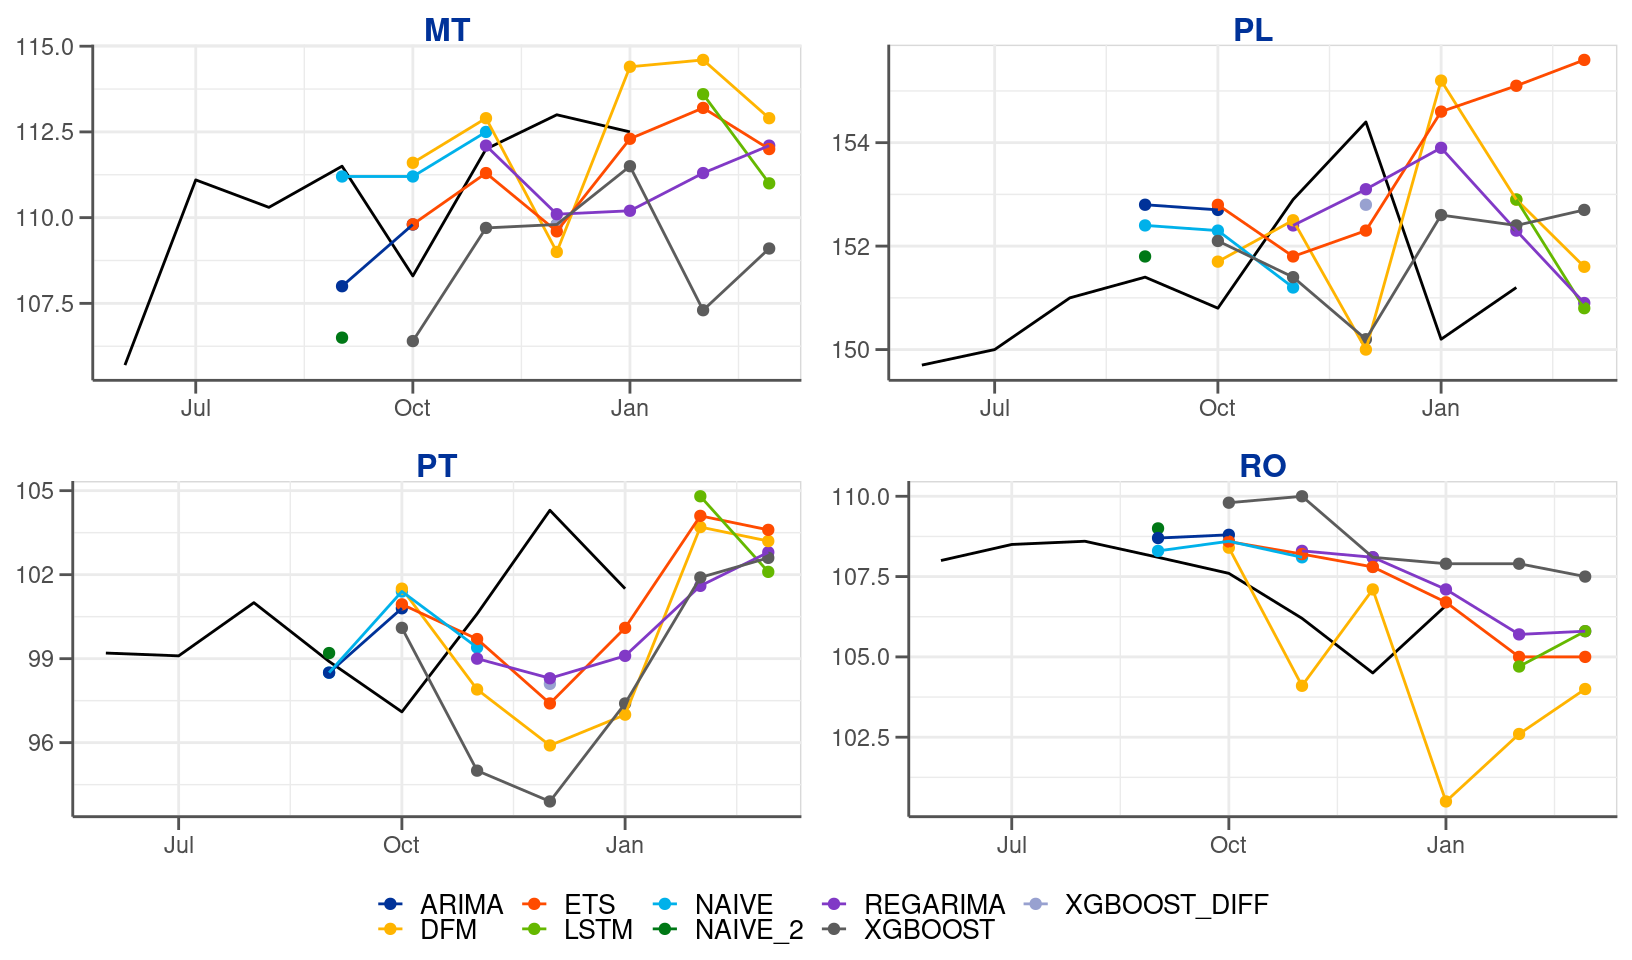 MT
PL
115.0
112.5
110.0
107.5
154
152
150
Jul Oct Jan
Jul Oct Jan
PT
RO
105
102
99
96
110.0
107.5
105.0
102.5
Jul Oct Jan
Jul Oct Jan
ARIMA ETS NAIVE REGARIMA XGBOOST_DIFF
DFM LSTM NAIVE_2 XGBOOST